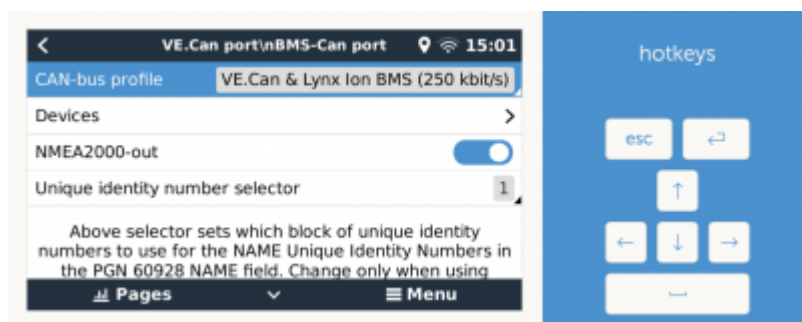 VE.Can port\nBMS-Can port 15:01
CAN-bus profile VE.Can & Lynx Ion BMS (250 kbit/s)
Devices
NMEA2000-out
Unique identity number selector 1
Above selector sets which block of unique identity
numbers to use for the NAME Unique Identity Numbers in
the PGN 60928 NAME field. Change only when using
Pages Menu
hotkeys
esc